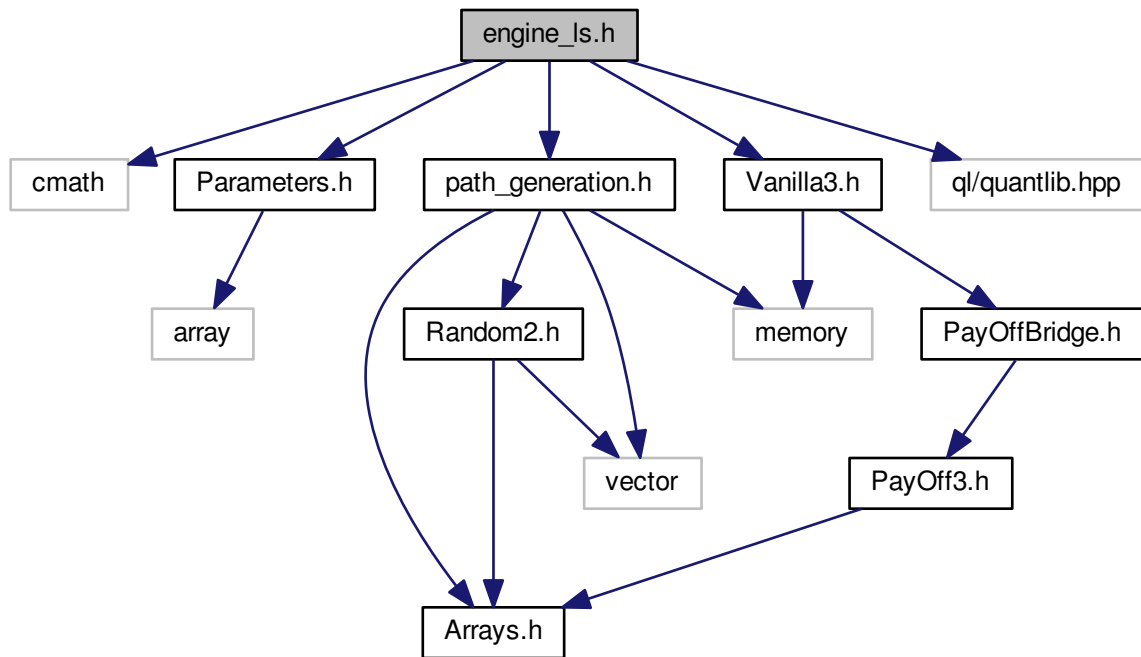 engine_ls.h
cmath
Parameters.h
path_generation.h
Vanilla3.h
ql/quantlib.hpp
array
Random2.h
memory
PayOffBridge.h
vector
PayOff3.h
Arrays.h